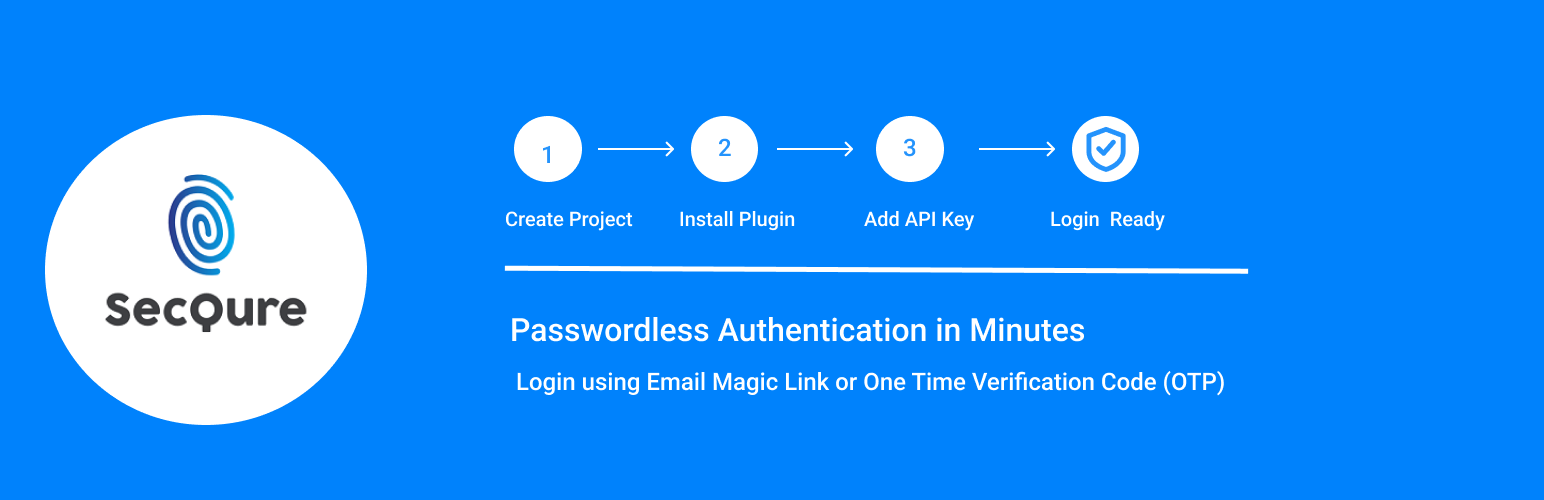 SecQure
1
2
3
Create Project
Install Plugin
Add API Key
Login  Ready
Passwordless Authentication in Minutes
Login using Email Magic Link or One Time Verification Code (OTP)